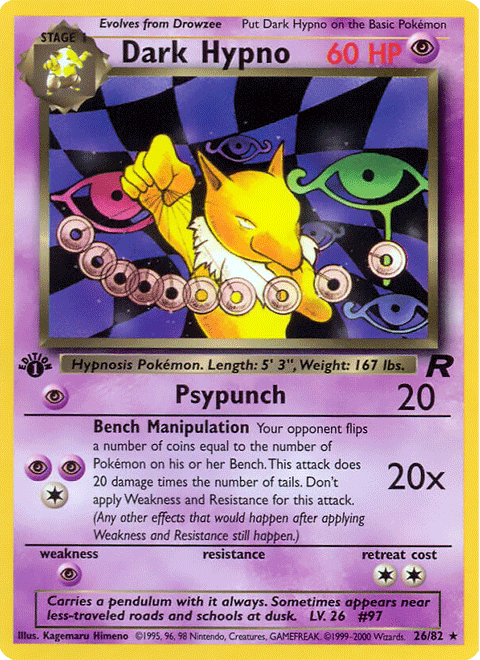 Evolves from Drowzee Put Dark Hypno on the Basic Pokémon
STAGE 1
Dark Hypno 60 HP
EDITION
1
Hypnosis Pokémon. Length: 5' 3", Weight: 167 lbs.
R
Psypunch 20
Bench Manipulation Your opponent flips
a number of coins equal to the number of
Pokémon on his or her Bench. This attack does
20 damage times the number of tails. Don't
apply Weakness and Resistance for this attack.
(Any other effects that would happen after applying
Weakness and Resistance still happen.)
20x
weakness resistance retreat cost
Carries a pendulum with it always. Sometimes appears near
less-traveled roads and schools at dusk. LV. 26 #97
Illus. Kagemaru Himeno ©1995, 96, 98 Nintendo, Creatures, GAMEFREAK. ©1999-2000 Wizards. 26/82 ★